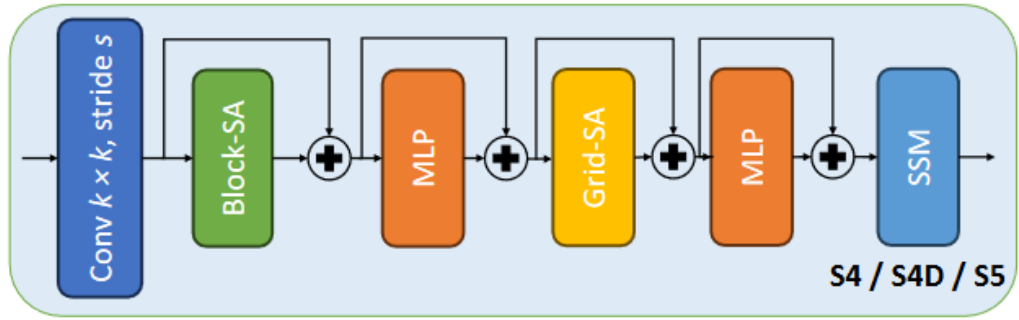 Conv k × k, stride s
Block-SA
MLP
Grid-SA
MLP
SSM
S4 / S4D / S5